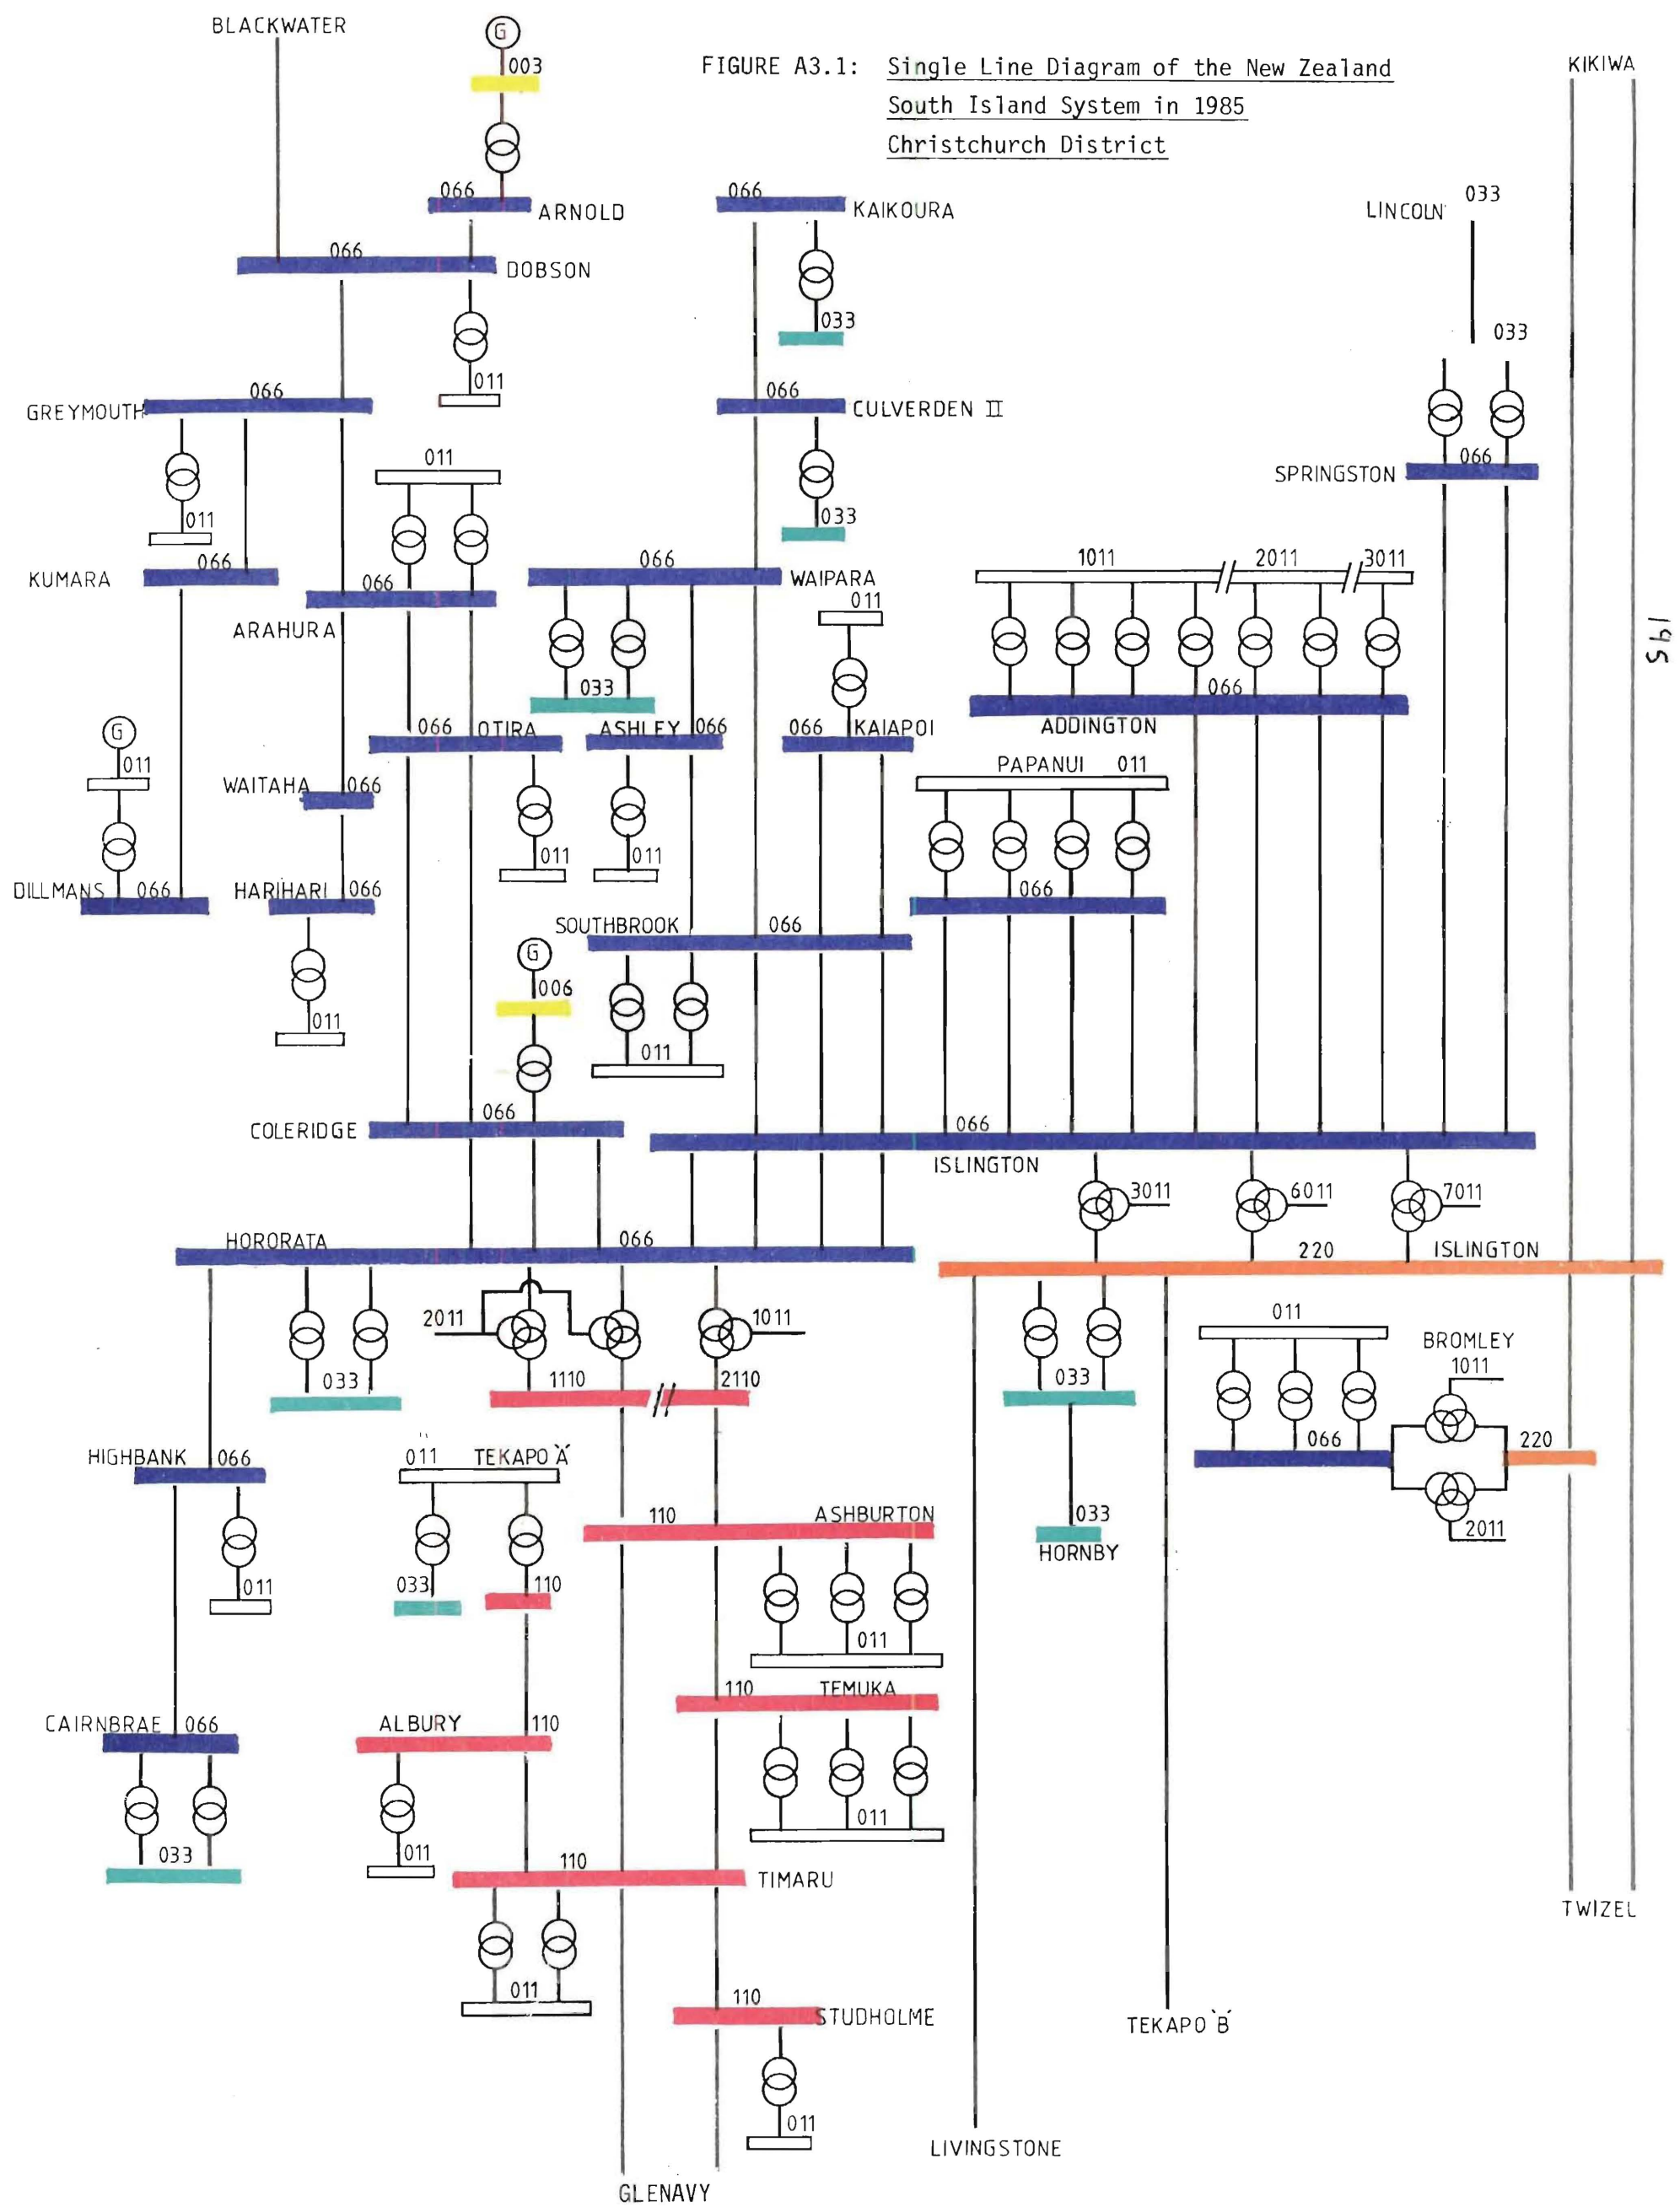 BLACKWATER
G
003
FIGURE A3.1: Single Line Diagram of the New Zealand
South Island System in 1985
Christchurch District
KIKIWA
066
ARNOLD
066
KAIKOURA
LINCOLN
033
066
DOBSON
033
033
011
066
GREYMOUTH
066
CULVERDEN II
011
066
SPRINGSTON
011
033
066
KUMARA
066
ARAHURA
066
WAIPARA
011
1011
2011
3011
195
033
066
ADDINGTON
G
011
066
OTIRA
ASHLEY
066
066
KAIAPOI
PAPANUI
011
WAITAHA
066
011
011
DILLMANS
066
HARIHARI
066
066
SOUTHBROOK
066
G
006
011
011
066
COLERIDGE
066
ISLINGTON
3011
6011
7011
HORORATA
066
220
ISLINGTON
2011
1011
011
BROMLEY
1011
033
1110
2110
033
066
220
2011
HIGHBANK
066
011
TEKAPO 'A'
110
ASHBURTON
033
HORNBY
011
033
110
011
110
TEMUKA
CAIRNBRAE
066
ALBURY
110
033
011
011
110
TIMARU
TWIZEL
011
110
STUDHOLME
TEKAPO 'B'
011
LIVINGSTONE
GLENAVY